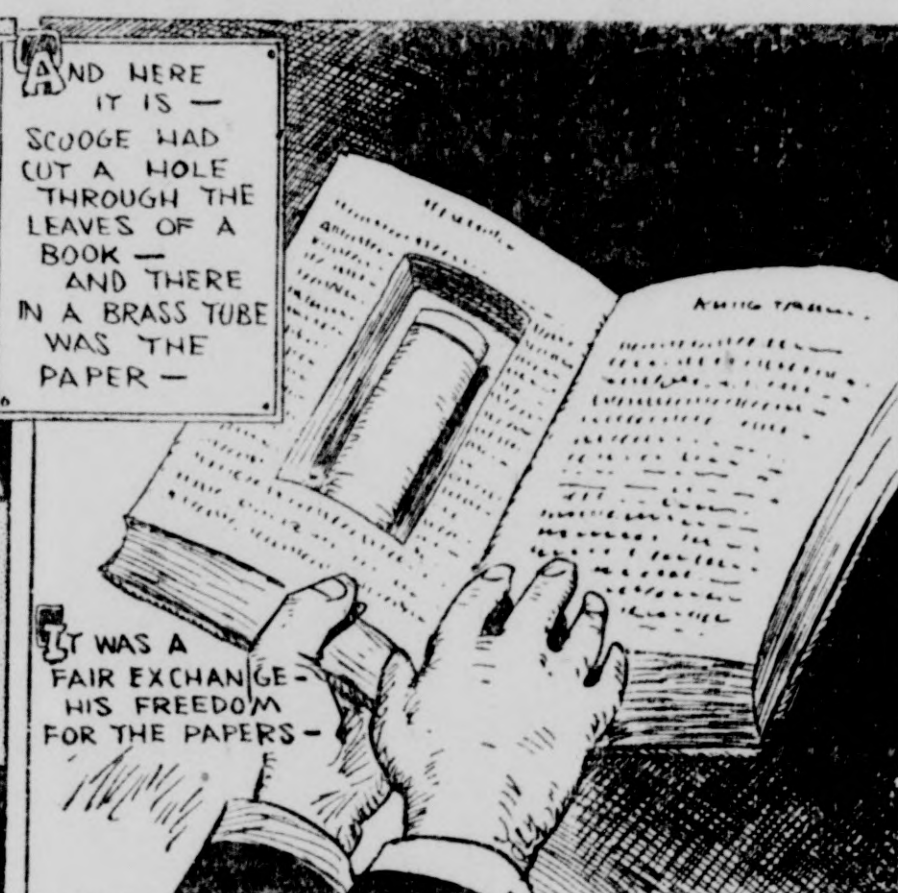 AND HERE
IT IS —
SCOOGE HAD
CUT A HOLE
THROUGH THE
LEAVES OF A
BOOK —
AND THERE
IN A BRASS TUBE
WAS THE
PAPER —
IT WAS A
FAIR EXCHANGE-
HIS FREEDOM
FOR THE PAPERS-